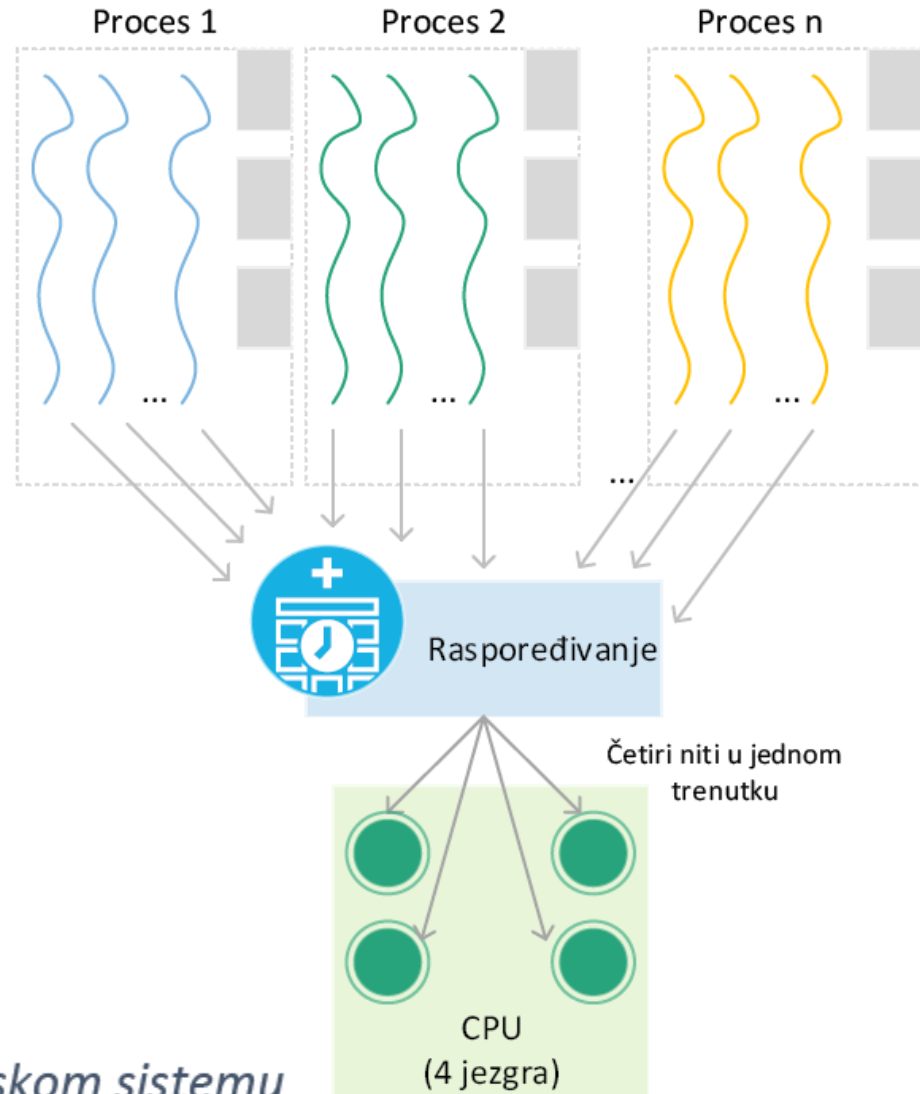 Proces 1
Proces 2
Proces n
...
...
...
...
Raspoređivanje
Četiri niti u jednom
trenutku
CPU
(4 jezgra)
skom sistemu